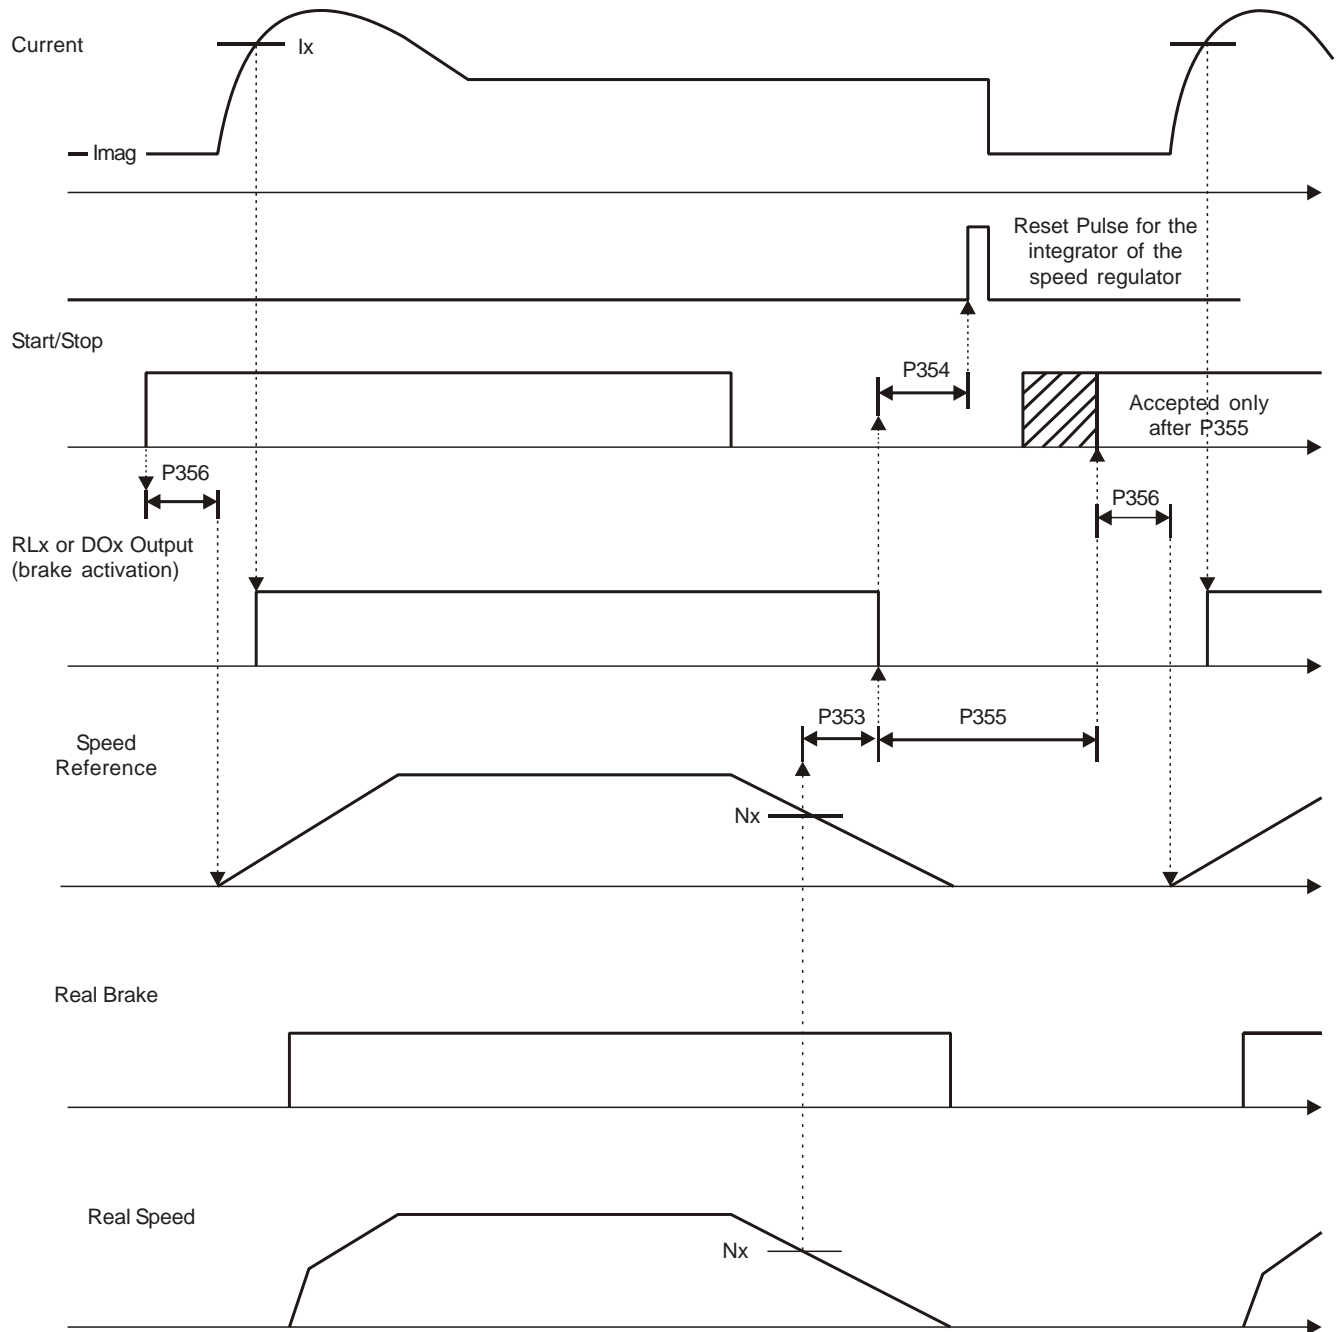 Current
Ix
Imag
Reset Pulse for the
integrator of the
speed regulator
Start/Stop
P354
Accepted only
after P355
P356
P356
RLx or DOx Output
(brake activation)
P353
P355
Speed
Reference
Nx
Real Brake
Real Speed
Nx